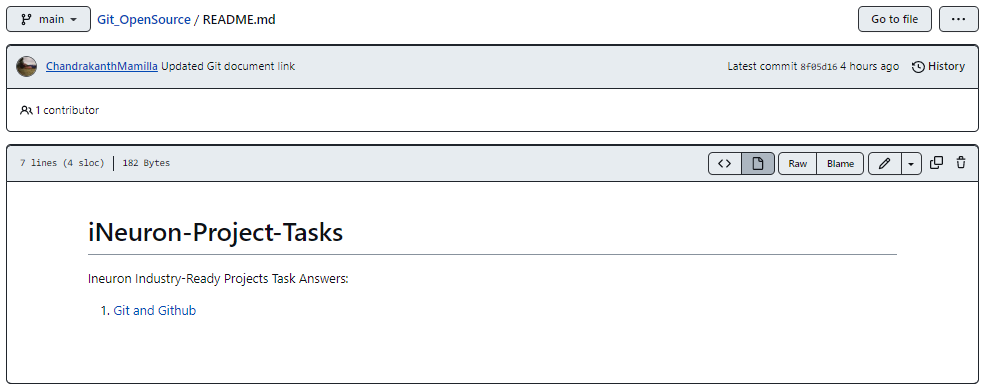 main Git_OpenSource / README.md Go to file ...
ChandrakanthMamilla Updated Git document link Latest commit 8f05d16 4 hours ago History
1 contributor
7 lines (4 sloc) 182 Bytes <> Raw Blame
iNeuron-Project-Tasks
Ineuron Industry-Ready Projects Task Answers:
1. Git and Github